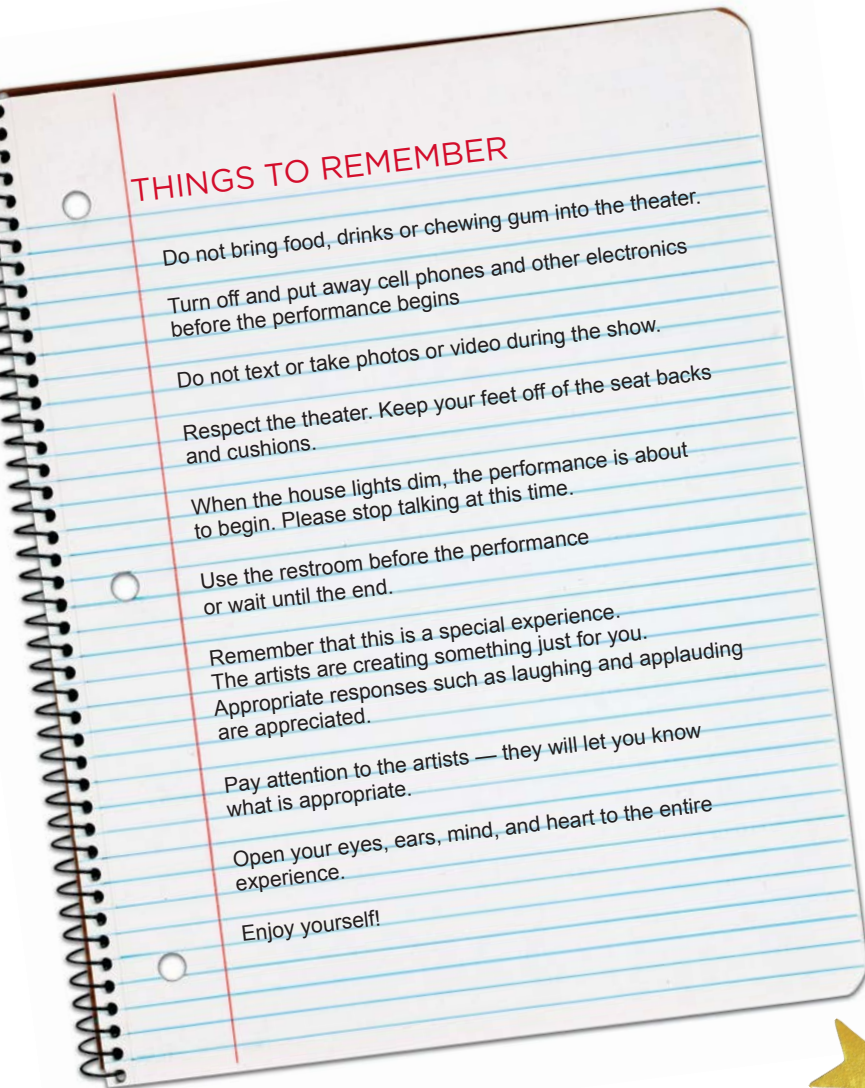 THINGS TO REMEMBER
Do not bring food, drinks or chewing gum into the theater.
Turn off and put away cell phones and other electronics
before the performance begins
Do not text or take photos or video during the show.
Respect the theater. Keep your feet off of the seat backs
and cushions.
When the house lights dim, the performance is about
to begin. Please stop talking at this time.
Use the restroom before the performance
or wait until the end.
Remember that this is a special experience.
The artists are creating something just for you.
Appropriate responses such as laughing and applauding
are appreciated.
Pay attention to the artists — they will let you know
what is appropriate.
Open your eyes, ears, mind, and heart to the entire
experience.
Enjoy yourself!